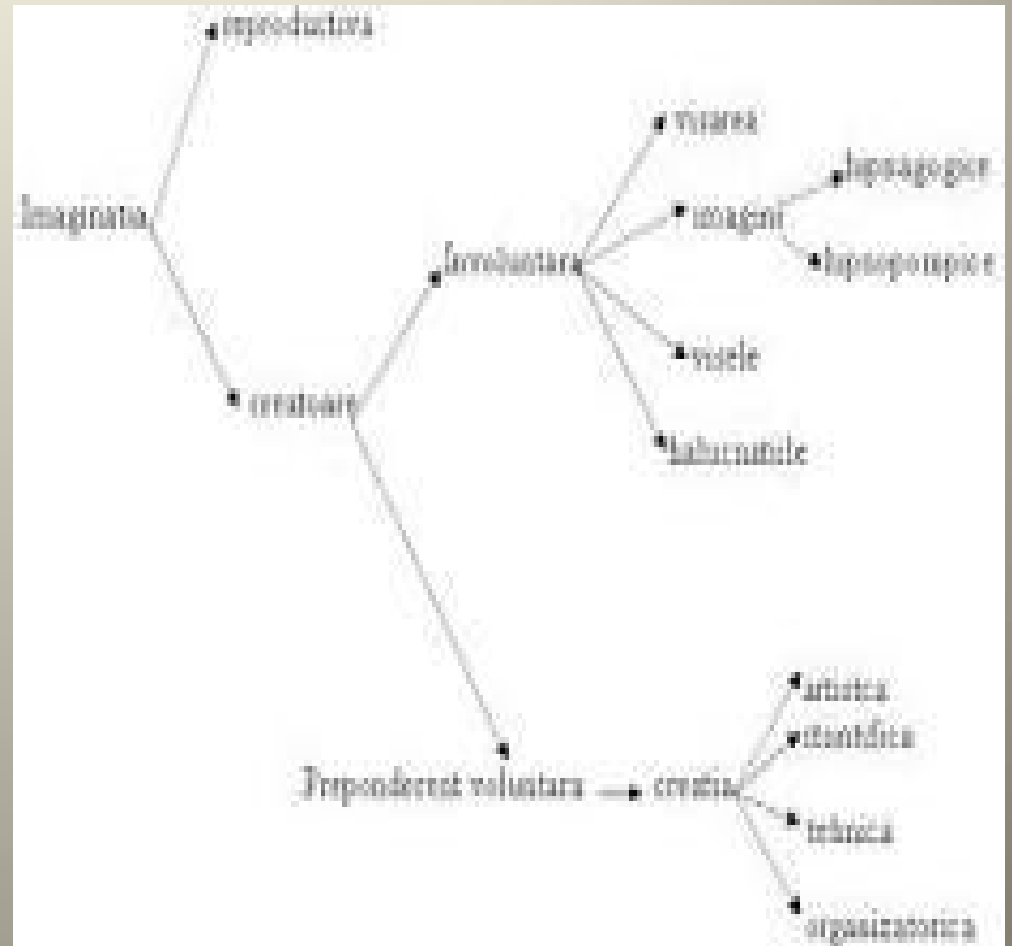 reproductiva
Imaginatia
creatoare
Involuntara
visarea
imagini
hipnagogice
hipnopompice
visele
halucinatiile
Preponderent voluntara
creatia
artistica
stiintifica
tehnica
organizatorica